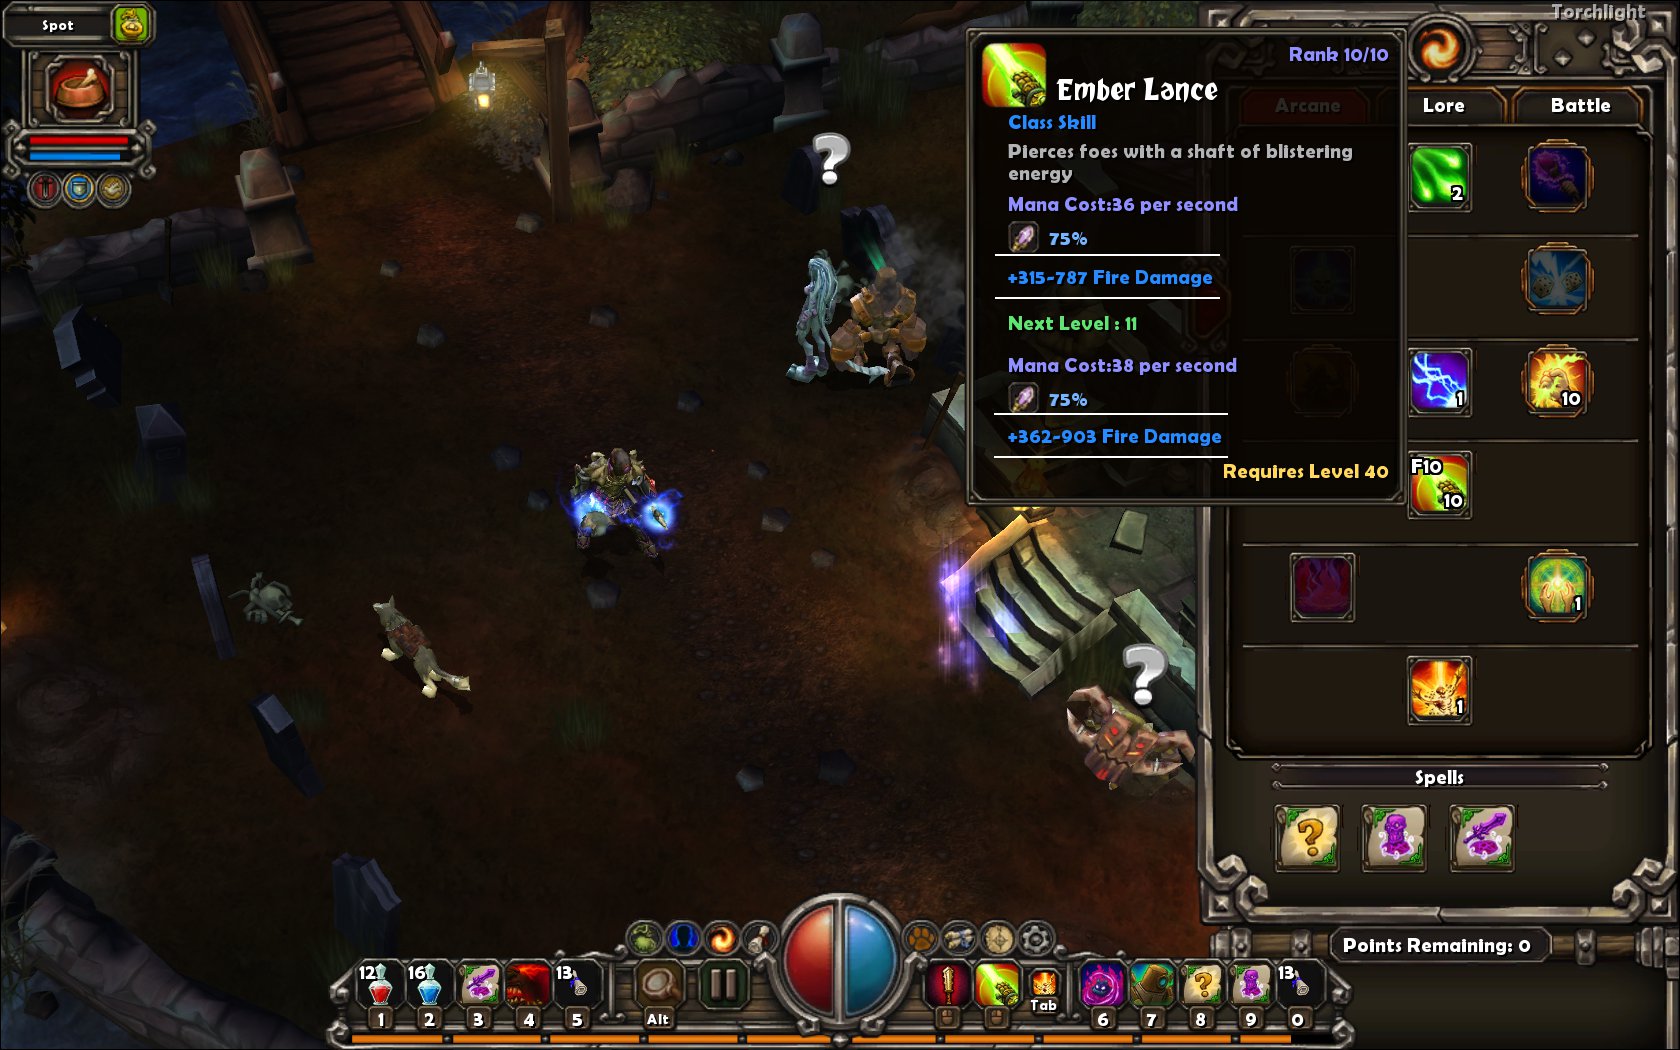 Torchlight
Spot
Rank 10/10
Ember Lance
Class Skill
Pierces foes with a shaft of blistering
energy
Mana Cost:36 per second
75%
+315-787 Fire Damage
Next Level : 11
Mana Cost:38 per second
75%
+362-903 Fire Damage
Requires Level 40
Arcane
Lore
Battle
2
1
10
F10
10
1
1
Spells
?
Points Remaining: 0
12
16
13
13
Tab
Alt
1
2
3
4
5
6
7
8
9
0